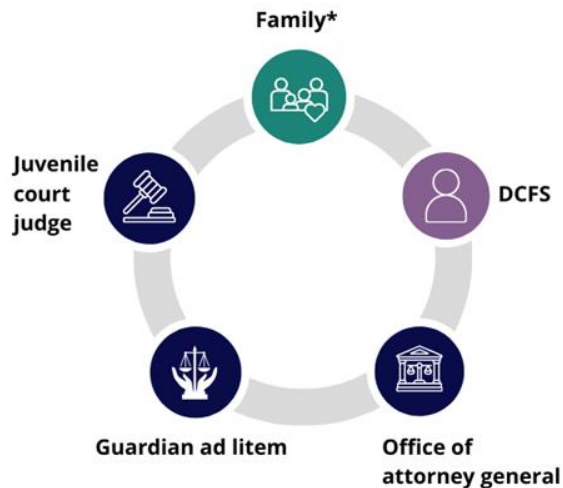 Family*
Juvenile
court
judge
DCFS
Guardian ad litem
Office of
attorney general